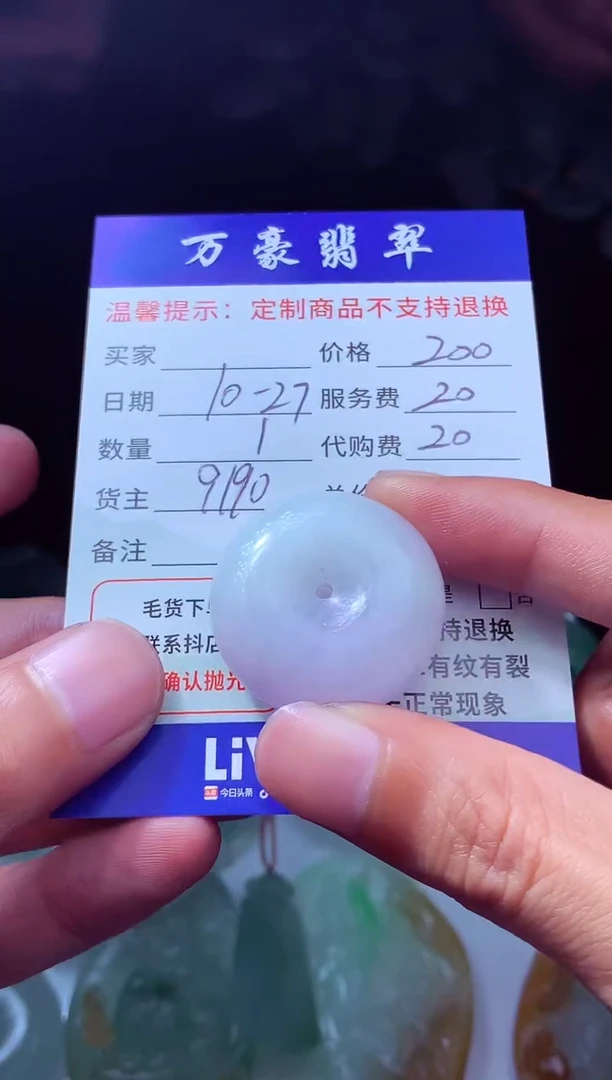 万豪翡翠
温馨提示：定制商品不支持退换
买家 价格 200
日期 10-27 服务费 20
数量 1 代购费 20
货主 9190
备注
毛货下
联系抖店 持退换
确认抛光 有纹有裂
正常现象
LiV
今日头条